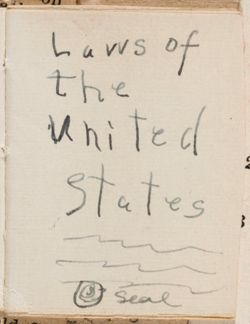 Laws of
the
United
States
seal